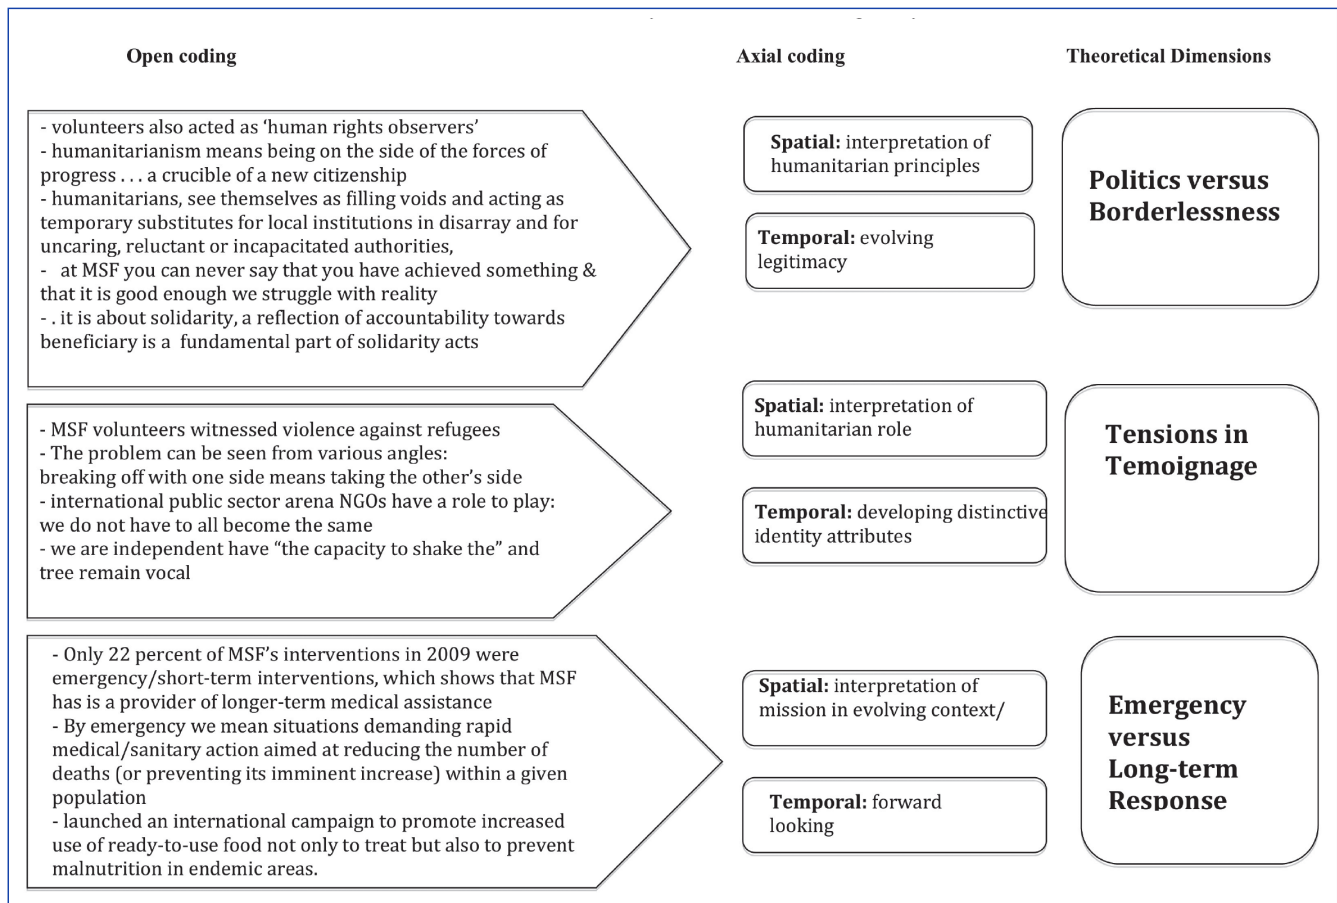 Open coding
Axial coding
Theoretical Dimensions
- volunteers also acted as ‘human rights observers’
- humanitarianism means being on the side of the forces of
progress . . . a crucible of a new citizenship
- humanitarians, see themselves as filling voids and acting as
temporary substitutes for local institutions in disarray and for
uncaring, reluctant or incapacitated authorities,
- at MSF you can never say that you have achieved something &
that it is good enough we struggle with reality
- . it is about solidarity, a reflection of accountability towards
beneficiary is a fundamental part of solidarity acts
Spatial: interpretation of
humanitarian principles
Temporal: evolving
legitimacy
Politics versus
Borderlessness
- MSF volunteers witnessed violence against refugees
- The problem can be seen from various angles:
breaking off with one side means taking the other’s side
- international public sector arena NGOs have a role to play:
we do not have to all become the same
- we are independent have “the capacity to shake the” and
tree remain vocal
Spatial: interpretation of
humanitarian role
Temporal: developing distinctive
identity attributes
Tensions in
Temoignage
- Only 22 percent of MSF’s interventions in 2009 were
emergency/short-term interventions, which shows that MSF
has is a provider of longer-term medical assistance
- By emergency we mean situations demanding rapid
medical/sanitary action aimed at reducing the number of
deaths (or preventing its imminent increase) within a given
population
- launched an international campaign to promote increased
use of ready-to-use food not only to treat but also to prevent
malnutrition in endemic areas.
Spatial: interpretation of
mission in evolving context/
Temporal: forward
looking
Emergency
versus
Long-term
Response